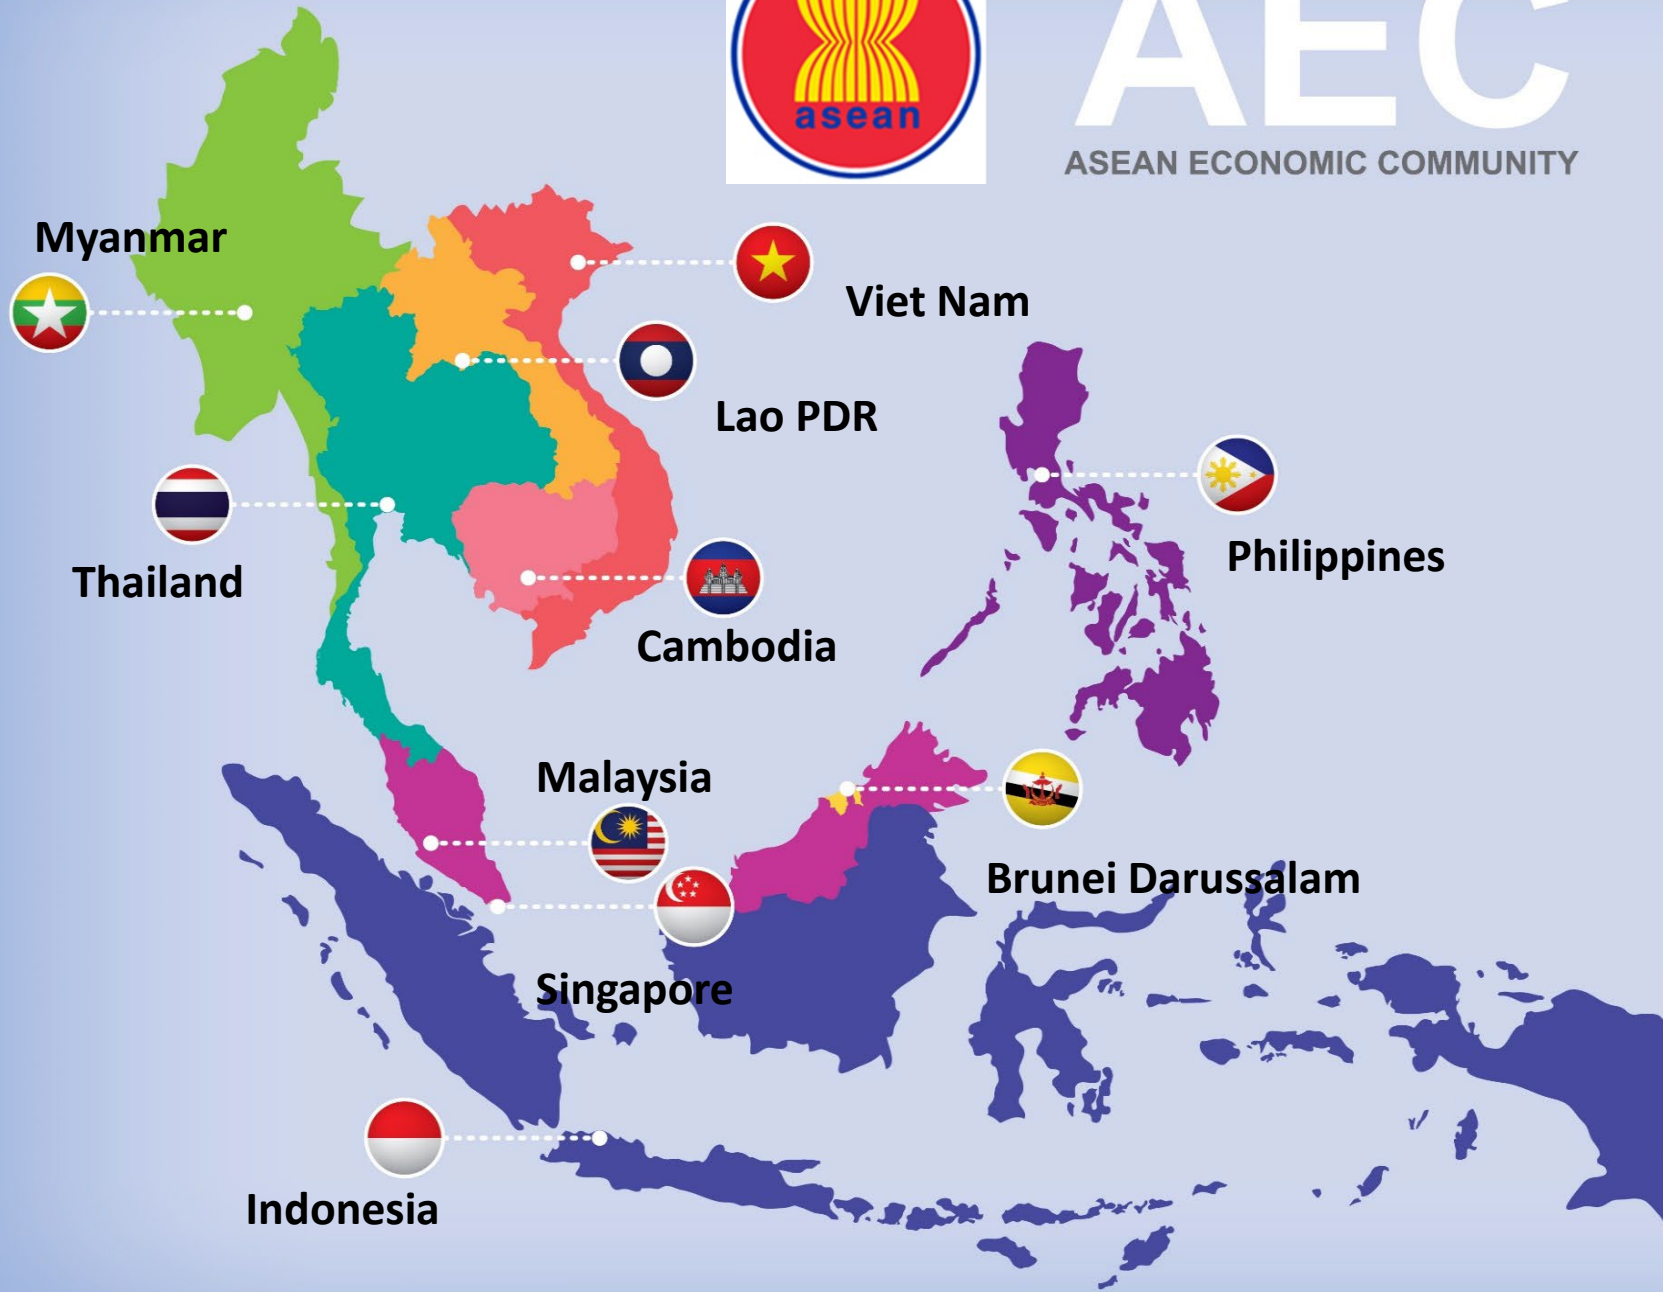 asean
AEC
ASEAN ECONOMIC COMMUNITY
Myanmar
Viet Nam
Lao PDR
Thailand
Philippines
Cambodia
Malaysia
Brunei Darussalam
Singapore
Indonesia